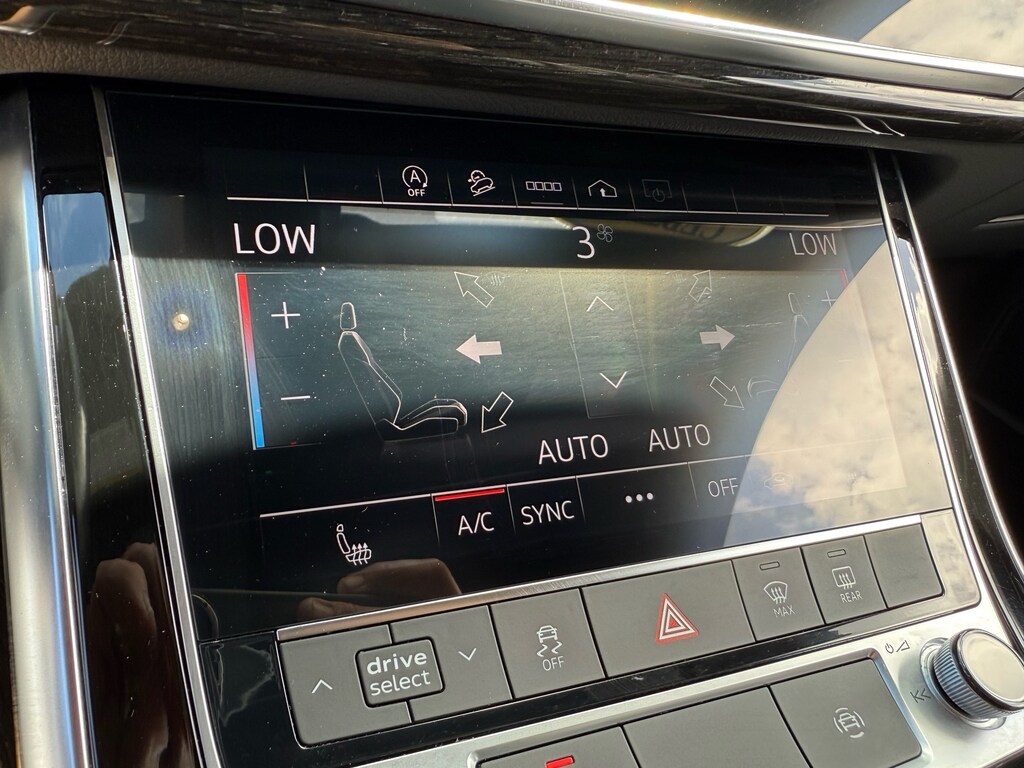 A
OFF
LOW 3 LOW
+ +
−
AUTO AUTO
A/C SYNC ••• OFF
drive
select
OFF
MAX
REAR